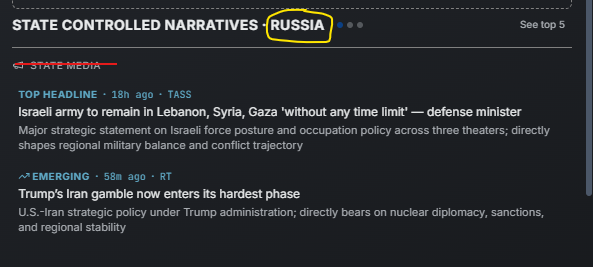 STATE CONTROLLED NARRATIVES · RUSSIA
See top 5
STATE MEDIA
TOP HEADLINE · 18h ago · TASS
Israeli army to remain in Lebanon, Syria, Gaza 'without any time limit' — defense minister
Major strategic statement on Israeli force posture and occupation policy across three theaters; directly
shapes regional military balance and conflict trajectory
EMERGING · 58m ago · RT
Trump’s Iran gamble now enters its hardest phase
U.S.-Iran strategic policy under Trump administration; directly bears on nuclear diplomacy, sanctions,
and regional stability